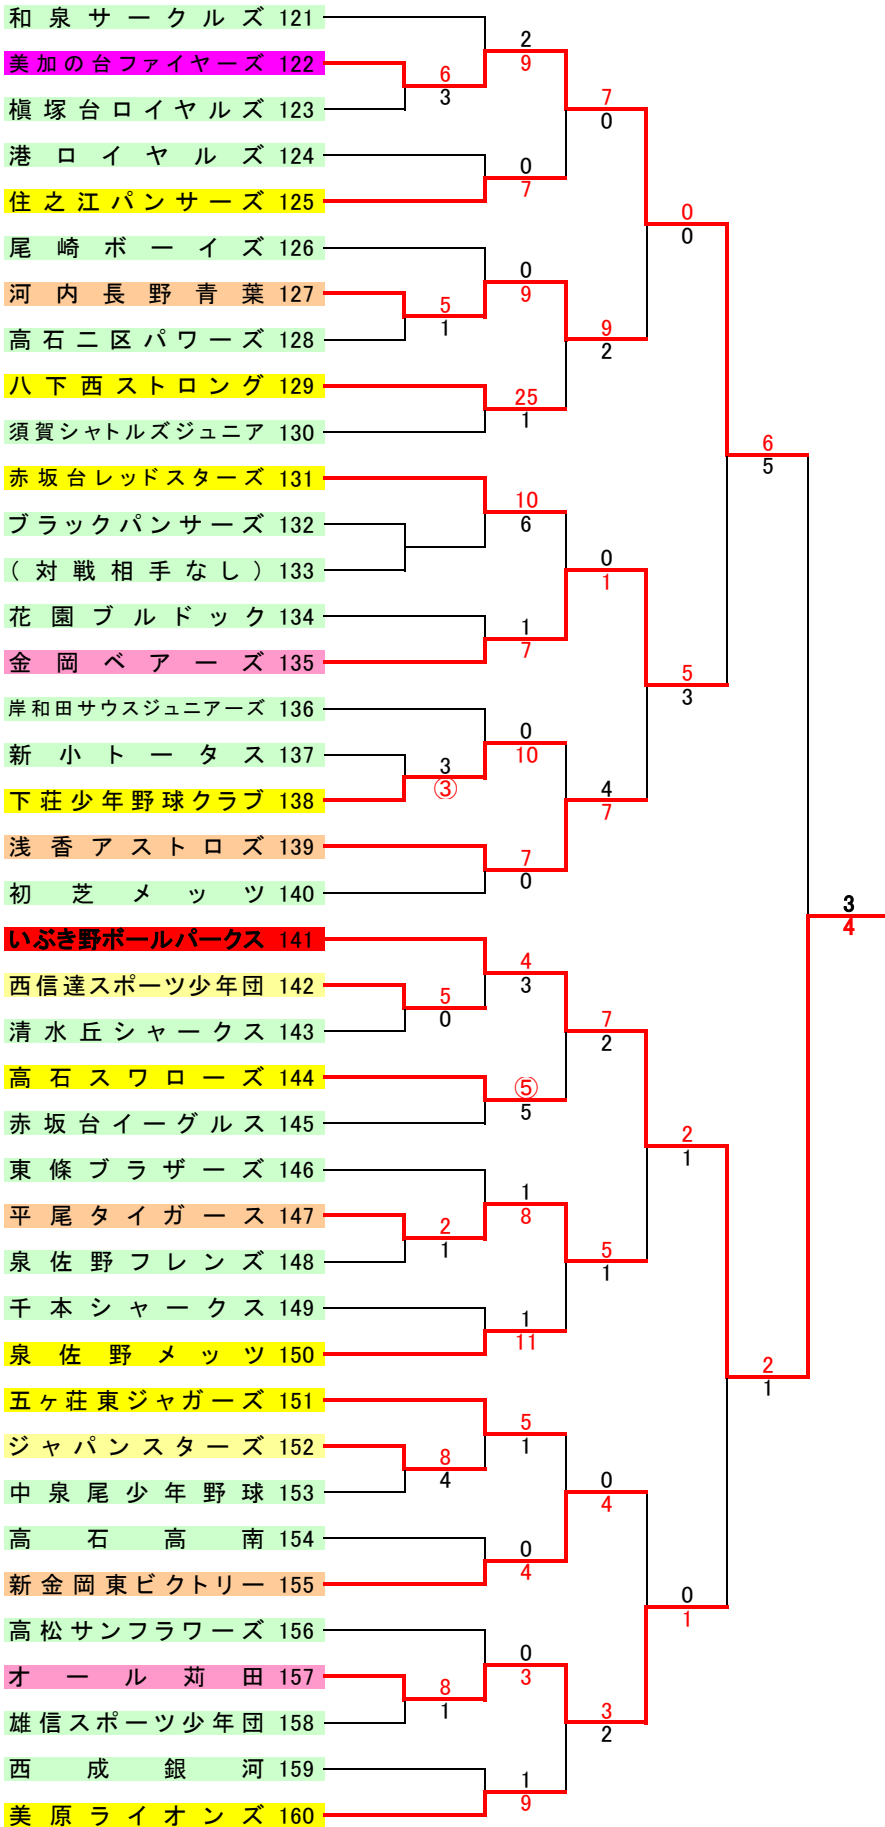 和泉サークルズ 121
2
美加の台ファイヤーズ 122
9
6
3
7
槇塚台ロイヤルズ 123
0
港ロイヤルズ 124
0
7
住之江パンサーズ 125
0
0
尾崎ボーイズ 126
0
河内長野青葉 127
9
5
1
9
高石二区パワーズ 128
2
八下西ストロング 129
25
1
須賀シャトルズジュニア 130
6
5
赤坂台レッドスターズ 131
10
6
ブラックパンサーズ 132
0
(対戦相手なし) 133
1
花園ブルドック 134
1
7
金岡ベアーズ 135
5
3
岸和田サウスジュニアーズ 136
0
新小トータス 137
10
3
③
4
下荘少年野球クラブ 138
7
浅香アストロズ 139
7
0
初芝メッツ 140
3
4
いぶき野ボールパークス 141
4
3
西信達スポーツ少年団 142
5
0
7
清水丘シャークス 143
2
高石スワローズ 144
⑤
5
赤坂台イーグルス 145
2
1
東條ブラザーズ 146
1
平尾タイガース 147
8
2
1
5
泉佐野フレンズ 148
1
千本シャークス 149
1
11
泉佐野メッツ 150
2
1
五ヶ荘東ジャガーズ 151
5
1
ジャパンスターズ 152
8
4
0
中泉尾少年野球 153
4
高石高南 154
0
4
新金岡東ビクトリー 155
0
1
高松サンフラワーズ 156
0
オール苅田 157
3
8
1
3
雄信スポーツ少年団 158
2
西成銀河 159
1
9
美原ライオンズ 160